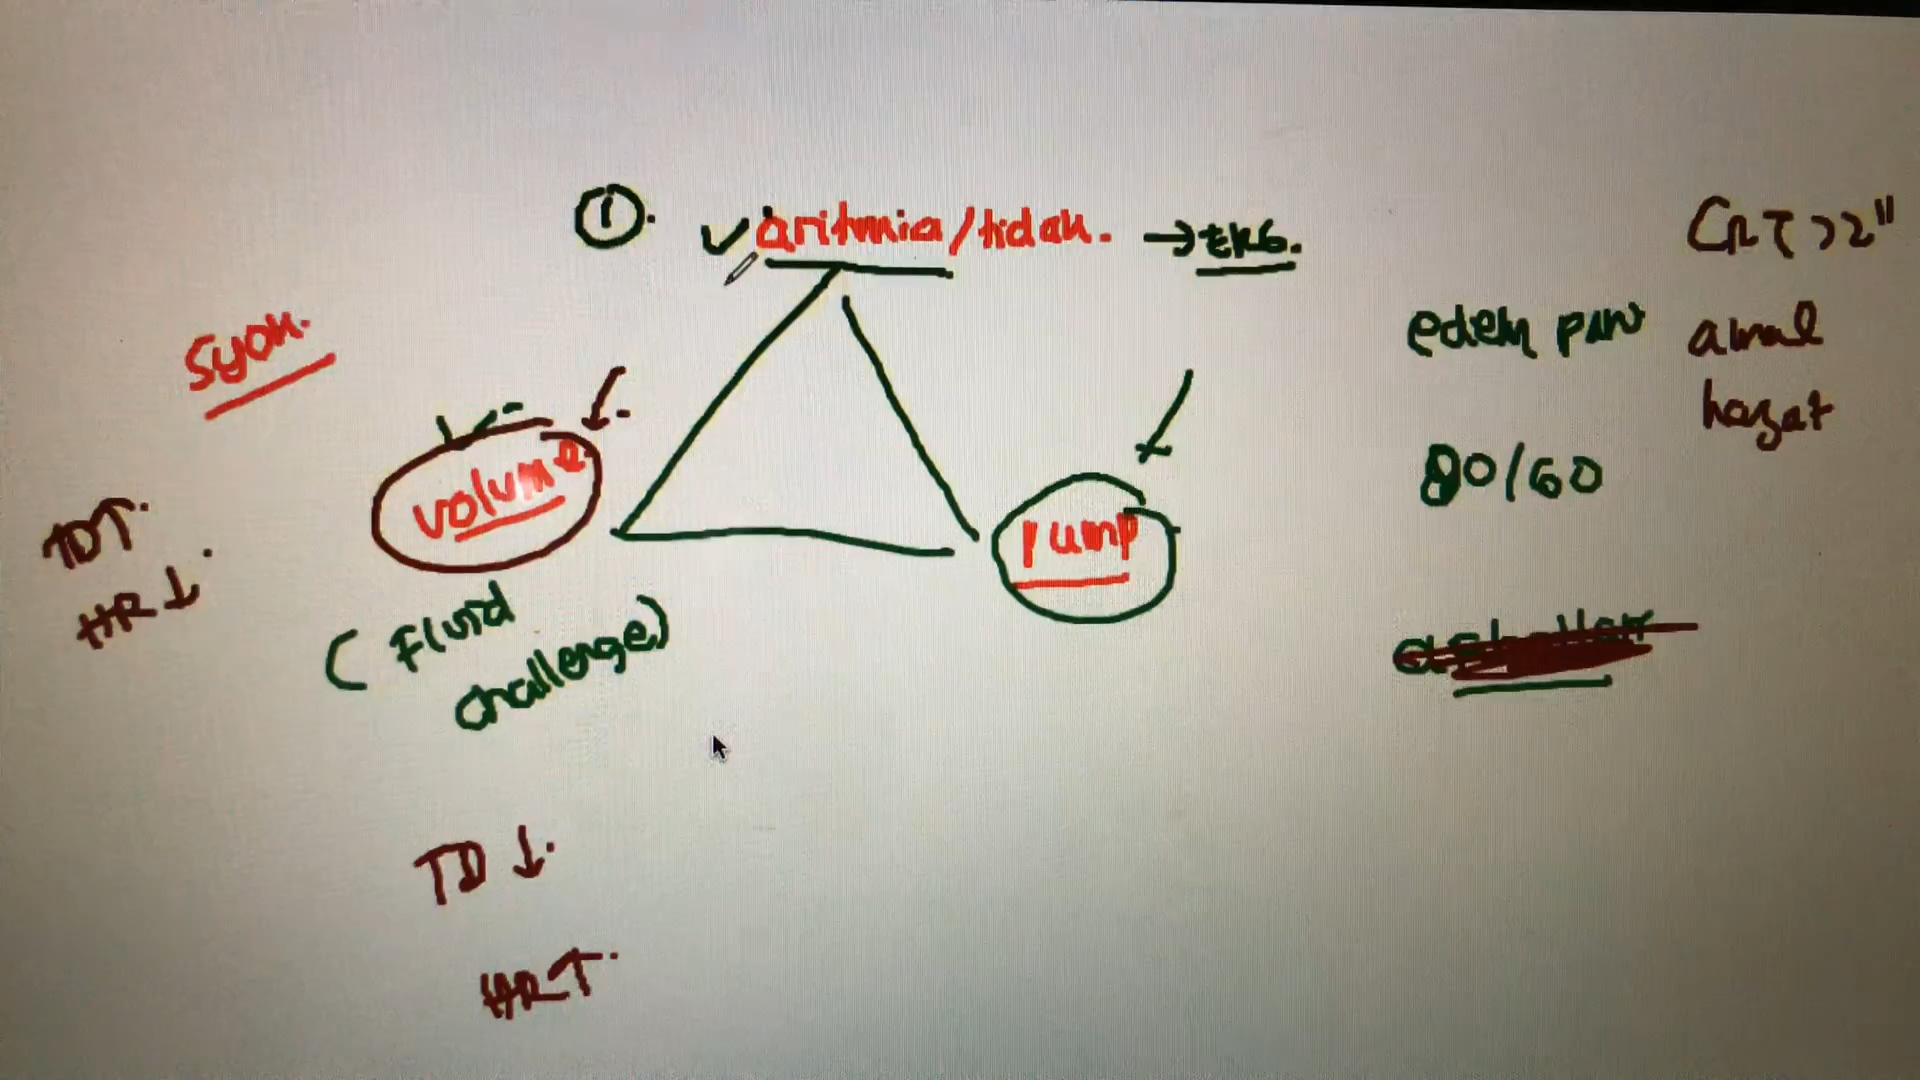 ①. ✓ aritmia/tidak. → EKG.
CRT >2"
Syok.
edem paru
akral
hangat
volume
80/60
pump
TD↑.
HR↓.
(Fluid
challenge)
TD↓.
HR↑.